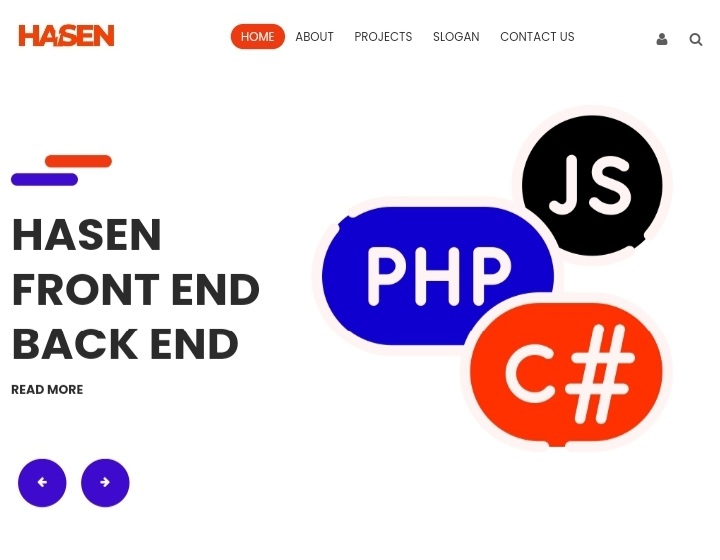 HASEN
HOME ABOUT PROJECTS SLOGAN CONTACT US
JS
PHP
C#
HASEN
FRONT END
BACK END
READ MORE